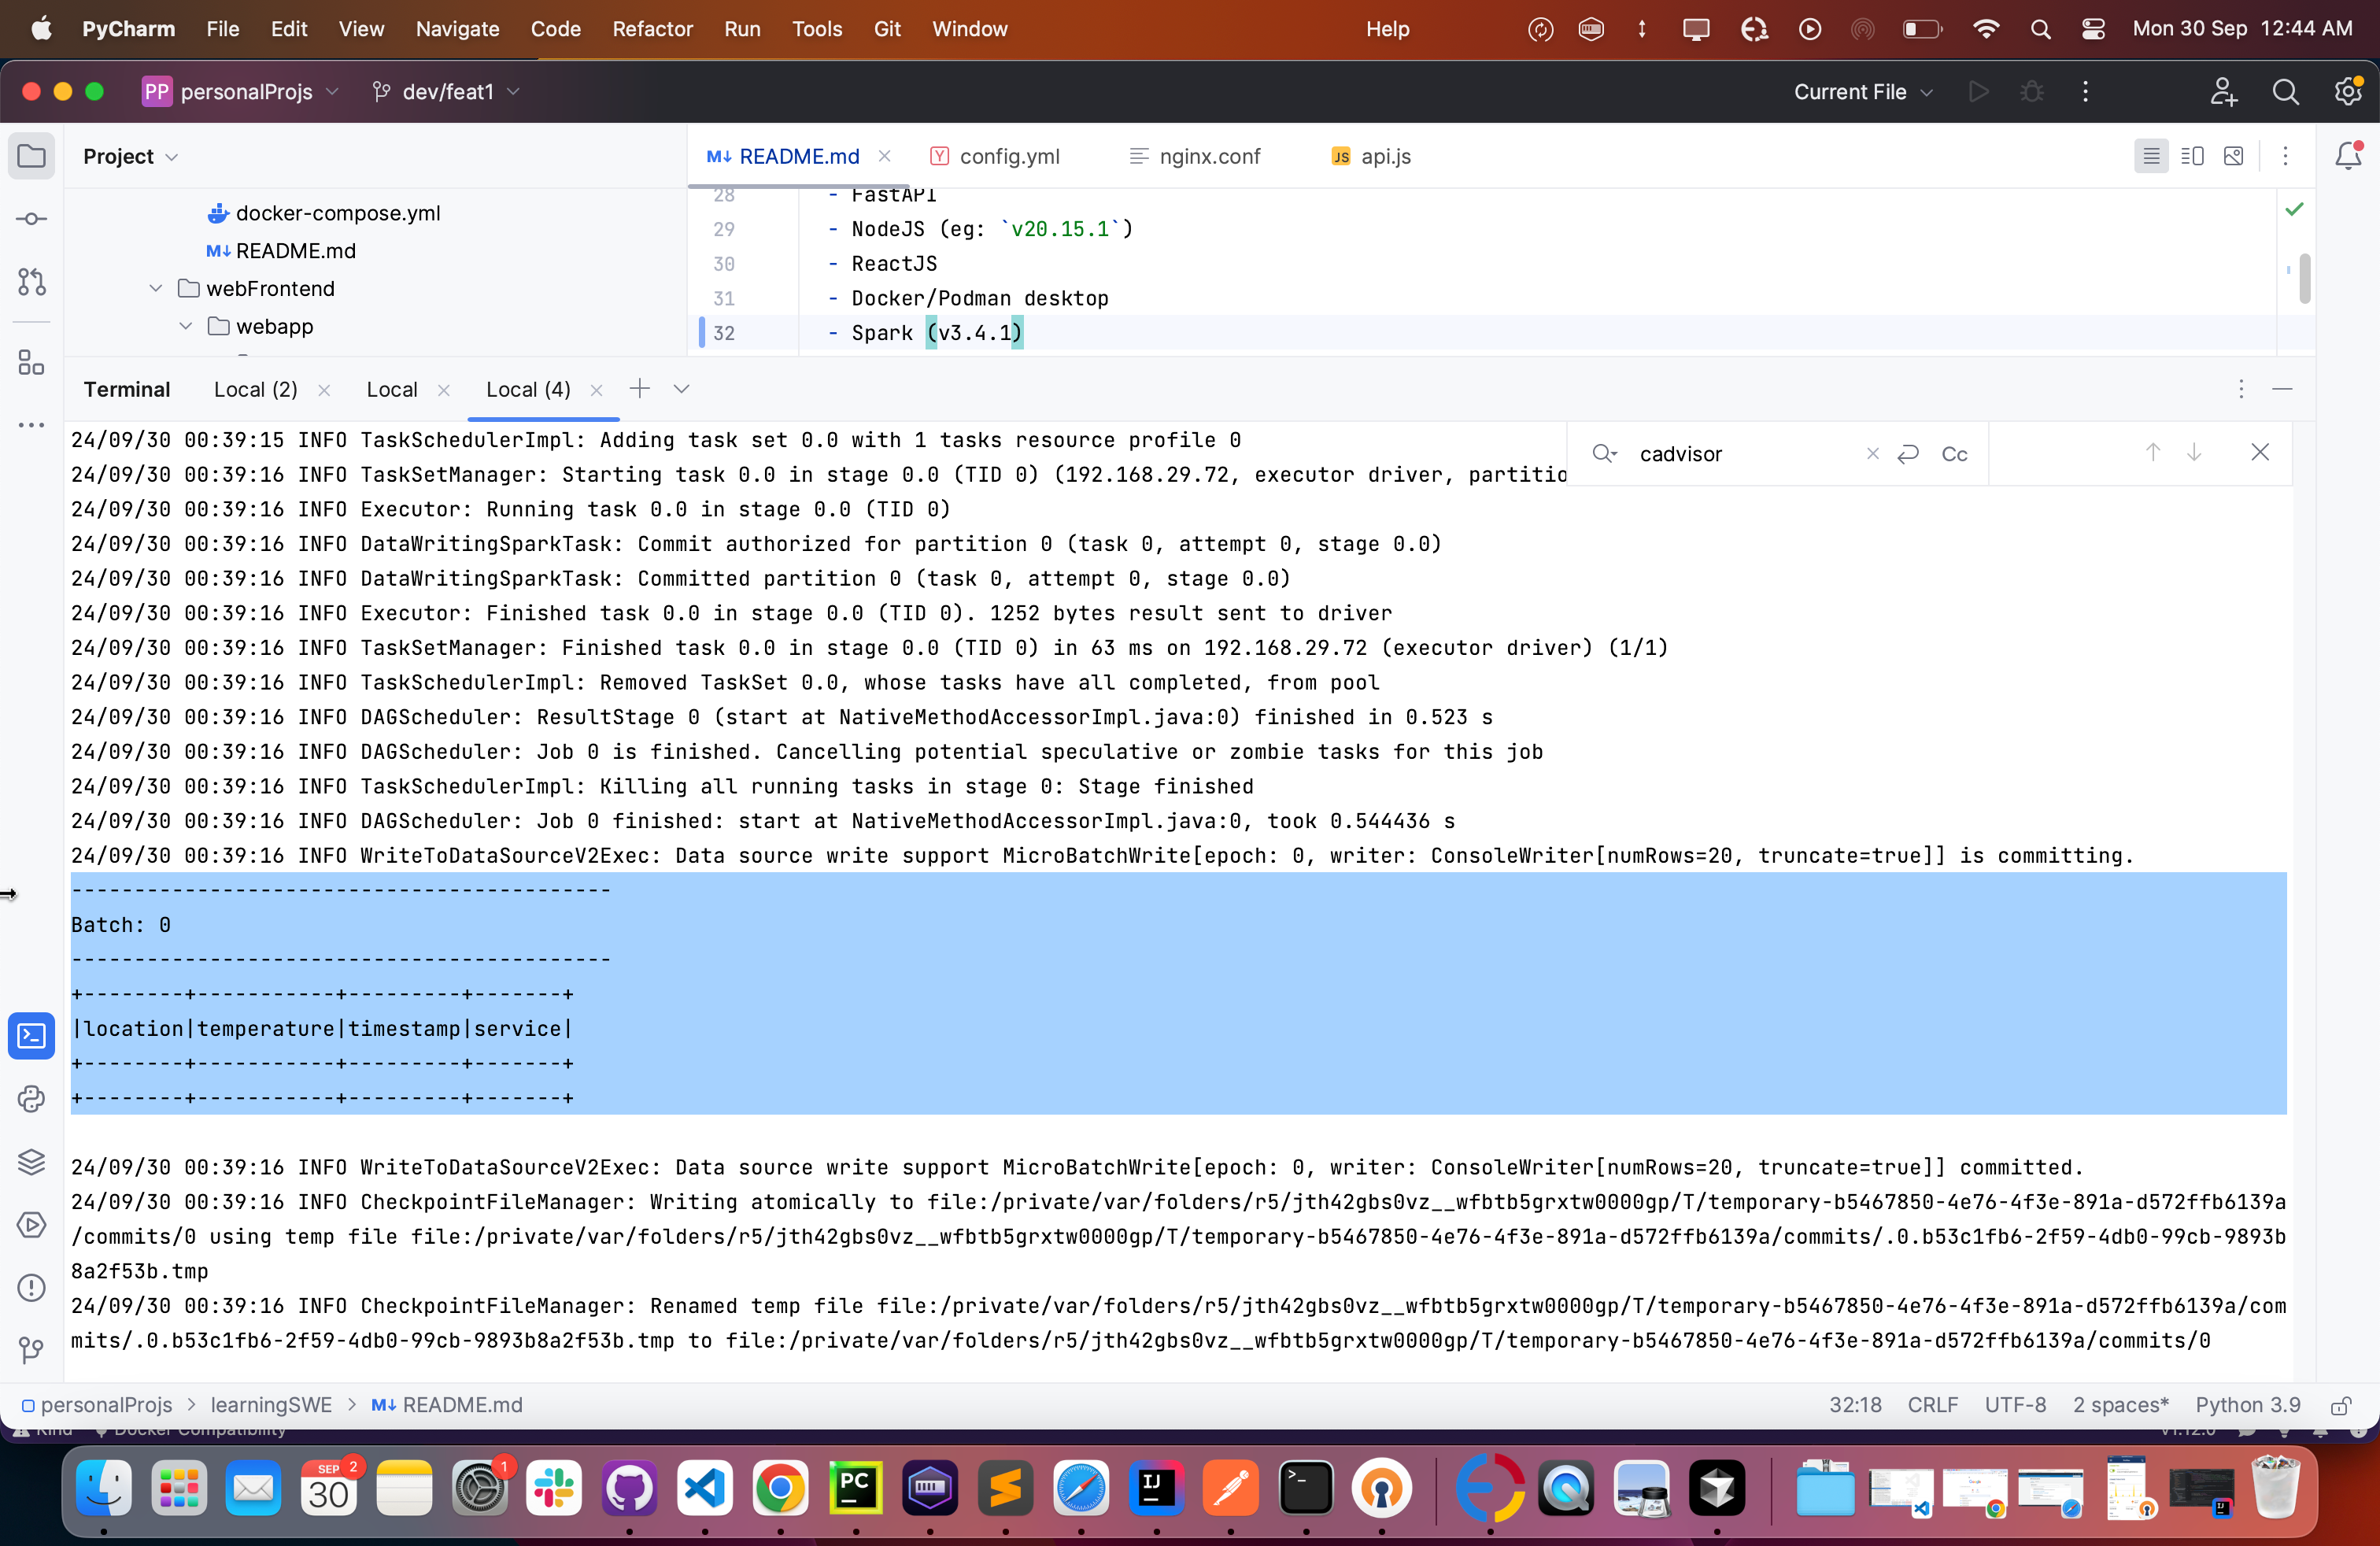 PyCharm File Edit View Navigate Code Refactor Run Tools Git Window Help Mon 30 Sep 12:44 AM
PP personalProjs dev/feat1 Current File
Project
README.md config.yml nginx.conf api.js
docker-compose.yml
README.md
webFrontend
webapp
28 - FastAPI
29 - NodeJS (eg: `v20.15.1`)
30 - ReactJS
31 - Docker/Podman desktop
32 - Spark (v3.4.1)
Terminal Local (2) Local Local (4)
cadvisor Cc
24/09/30 00:39:15 INFO TaskSchedulerImpl: Adding task set 0.0 with 1 tasks resource profile 0
24/09/30 00:39:16 INFO TaskSetManager: Starting task 0.0 in stage 0.0 (TID 0) (192.168.29.72, executor driver, partitio
24/09/30 00:39:16 INFO Executor: Running task 0.0 in stage 0.0 (TID 0)
24/09/30 00:39:16 INFO DataWritingSparkTask: Commit authorized for partition 0 (task 0, attempt 0, stage 0.0)
24/09/30 00:39:16 INFO DataWritingSparkTask: Committed partition 0 (task 0, attempt 0, stage 0.0)
24/09/30 00:39:16 INFO Executor: Finished task 0.0 in stage 0.0 (TID 0). 1252 bytes result sent to driver
24/09/30 00:39:16 INFO TaskSetManager: Finished task 0.0 in stage 0.0 (TID 0) in 63 ms on 192.168.29.72 (executor driver) (1/1)
24/09/30 00:39:16 INFO TaskSchedulerImpl: Removed TaskSet 0.0, whose tasks have all completed, from pool
24/09/30 00:39:16 INFO DAGScheduler: ResultStage 0 (start at NativeMethodAccessorImpl.java:0) finished in 0.523 s
24/09/30 00:39:16 INFO DAGScheduler: Job 0 is finished. Cancelling potential speculative or zombie tasks for this job
24/09/30 00:39:16 INFO TaskSchedulerImpl: Killing all running tasks in stage 0: Stage finished
24/09/30 00:39:16 INFO DAGScheduler: Job 0 finished: start at NativeMethodAccessorImpl.java:0, took 0.544436 s
24/09/30 00:39:16 INFO WriteToDataSourceV2Exec: Data source write support MicroBatchWrite[epoch: 0, writer: ConsoleWriter[numRows=20, truncate=true]] is committing.
-------------------------------------------
Batch: 0
-------------------------------------------
+--------+-----------+---------+-------+
|location|temperature|timestamp|service|
+--------+-----------+---------+-------+
+--------+-----------+---------+-------+
24/09/30 00:39:16 INFO WriteToDataSourceV2Exec: Data source write support MicroBatchWrite[epoch: 0, writer: ConsoleWriter[numRows=20, truncate=true]] committed.
24/09/30 00:39:16 INFO CheckpointFileManager: Writing atomically to file:/private/var/folders/r5/jth42gbs0vz__wfbtb5grxtw0000gp/T/temporary-b5467850-4e76-4f3e-891a-d572ffb6139a
/commits/0 using temp file file:/private/var/folders/r5/jth42gbs0vz__wfbtb5grxtw0000gp/T/temporary-b5467850-4e76-4f3e-891a-d572ffb6139a/commits/.0.b53c1fb6-2f59-4db0-99cb-9893b
8a2f53b.tmp
24/09/30 00:39:16 INFO CheckpointFileManager: Renamed temp file file:/private/var/folders/r5/jth42gbs0vz__wfbtb5grxtw0000gp/T/temporary-b5467850-4e76-4f3e-891a-d572ffb6139a/com
mits/.0.b53c1fb6-2f59-4db0-99cb-9893b8a2f53b.tmp to file:/private/var/folders/r5/jth42gbs0vz__wfbtb5grxtw0000gp/T/temporary-b5467850-4e76-4f3e-891a-d572ffb6139a/commits/0
personalProjs > learningSWE > README.md 32:18 CRLF UTF-8 2 spaces* Python 3.9
Kind Docker Compatibility v1.12.0
SEP 30 2 1 PC IJ